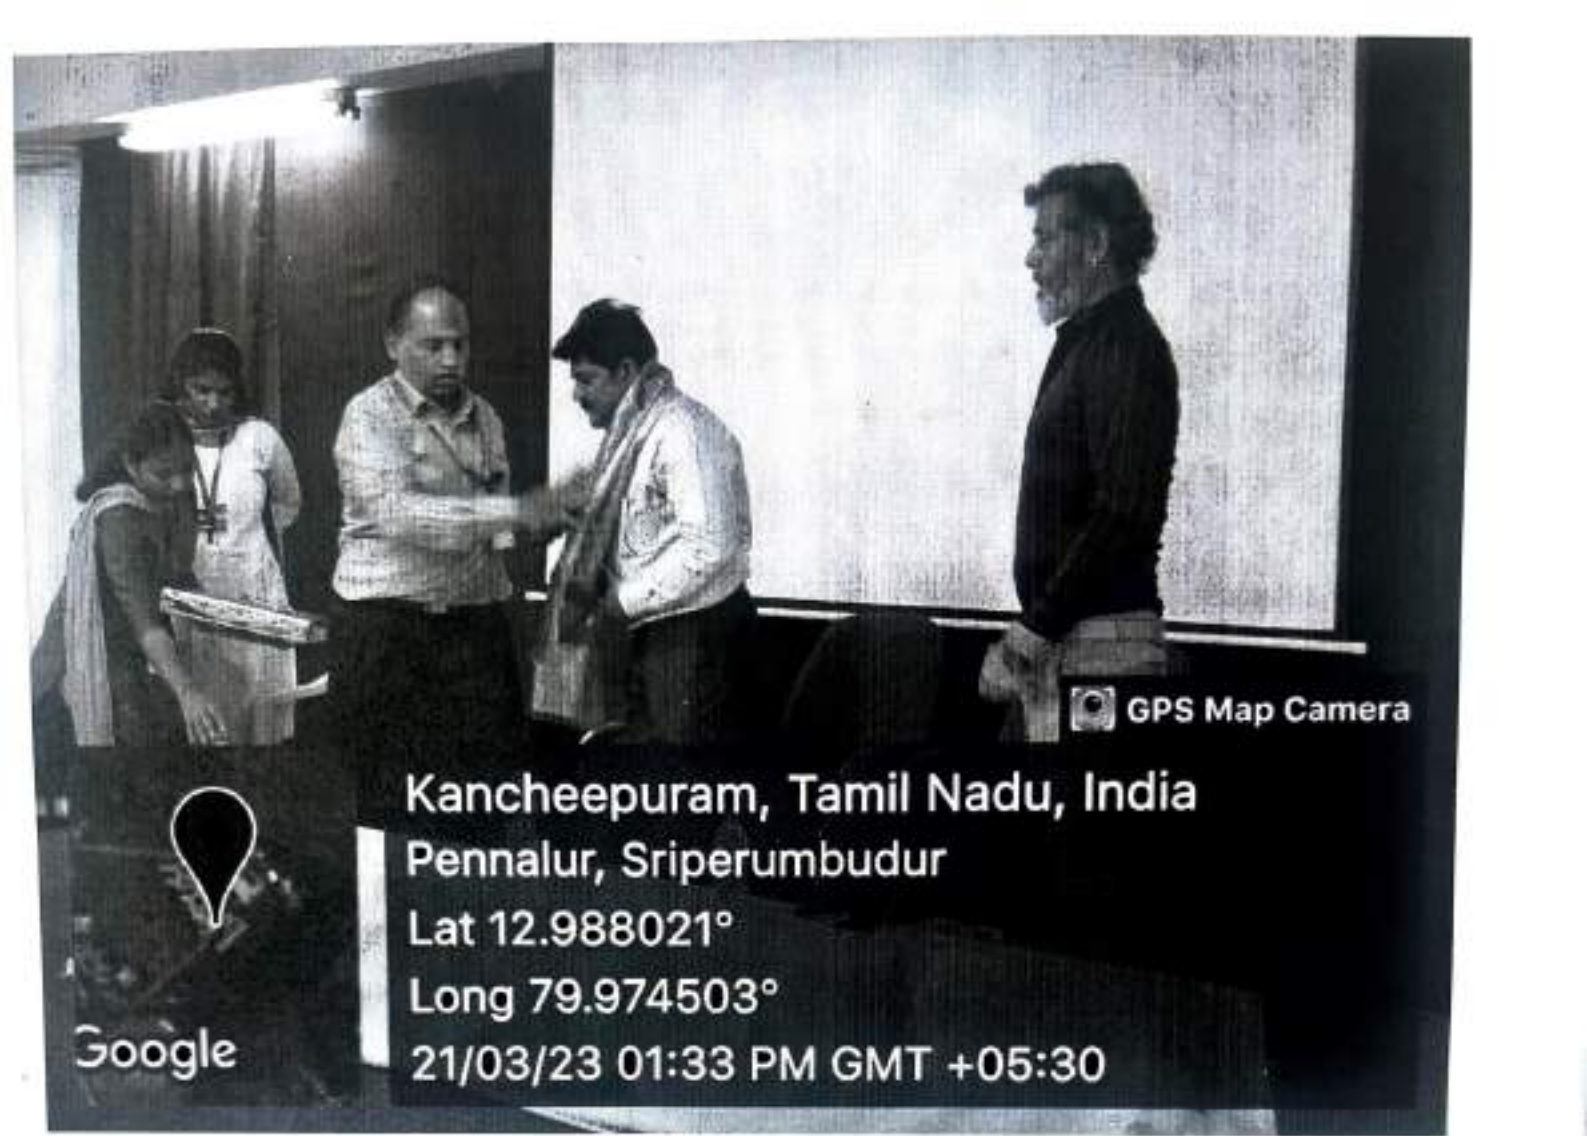 GPS Map Camera
Kancheepuram, Tamil Nadu, India
Pennalur, Sriperumbudur
Lat 12.988021°
Long 79.974503°
21/03/23 01:33 PM GMT +05:30
Google